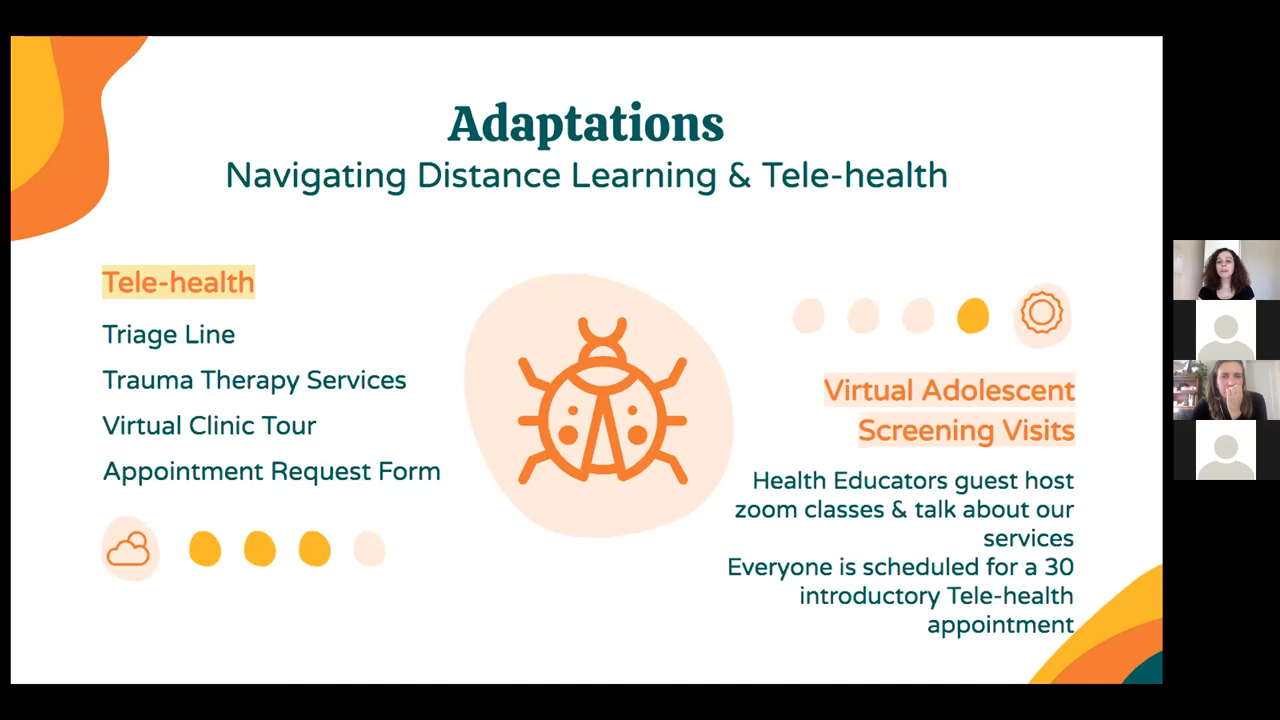 Adaptations
Navigating Distance Learning & Tele-health
Tele-health
Triage Line
Trauma Therapy Services
Virtual Clinic Tour
Appointment Request Form
Virtual Adolescent
Screening Visits
Health Educators guest host
zoom classes & talk about our
services
Everyone is scheduled for a 30
introductory Tele-health
appointment